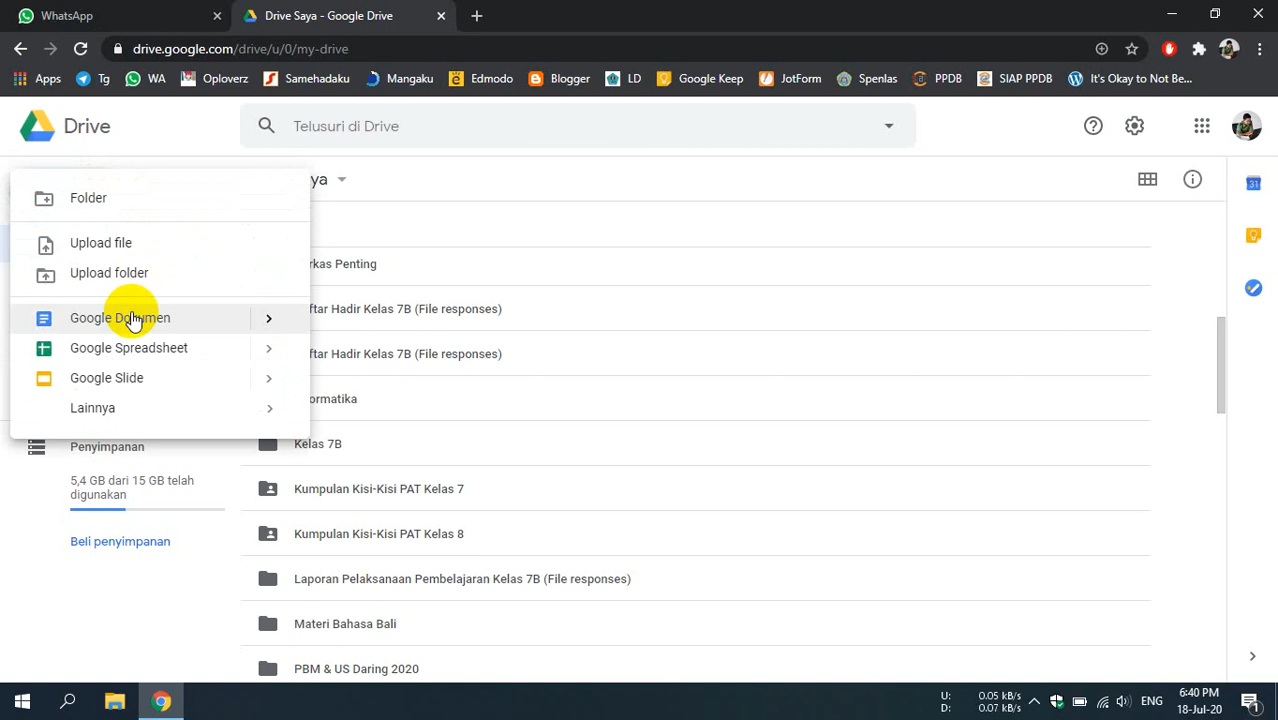 WhatsApp
Drive Saya - Google Drive
drive.google.com/drive/u/0/my-drive
Apps Tg WA Oploverz Samehadaku Mangaku Edmodo Blogger LD Google Keep JotForm Spenlas PPDB SIAP PPDB It's Okay to Not Be...
Drive
Telusuri di Drive
ya
Folder
Upload file
Upload folder
Google Dokumen
Google Spreadsheet
Google Slide
Lainnya
Penyimpanan
5,4 GB dari 15 GB telah
digunakan
Beli penyimpanan
rkas Penting
ftar Hadir Kelas 7B (File responses)
ftar Hadir Kelas 7B (File responses)
ormatika
Kelas 7B
Kumpulan Kisi-Kisi PAT Kelas 7
Kumpulan Kisi-Kisi PAT Kelas 8
Laporan Pelaksanaan Pembelajaran Kelas 7B (File responses)
Materi Bahasa Bali
PBM & US Daring 2020
31
U: 0.05 kB/s
D: 0.07 kB/s
ENG
6:40 PM
18-Jul-20
1